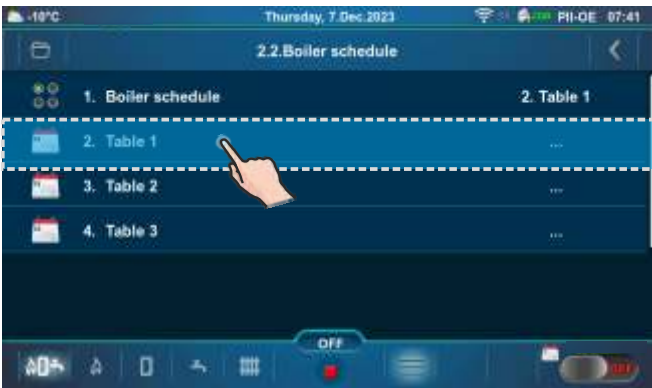 -10°C Thursday, 7.Dec.2023 PII-OE 07:41
2.2.Boiler schedule
1. Boiler schedule 2. Table 1
2. Table 1 ...
3. Table 2 ...
4. Table 3 ...
OFF
OFF